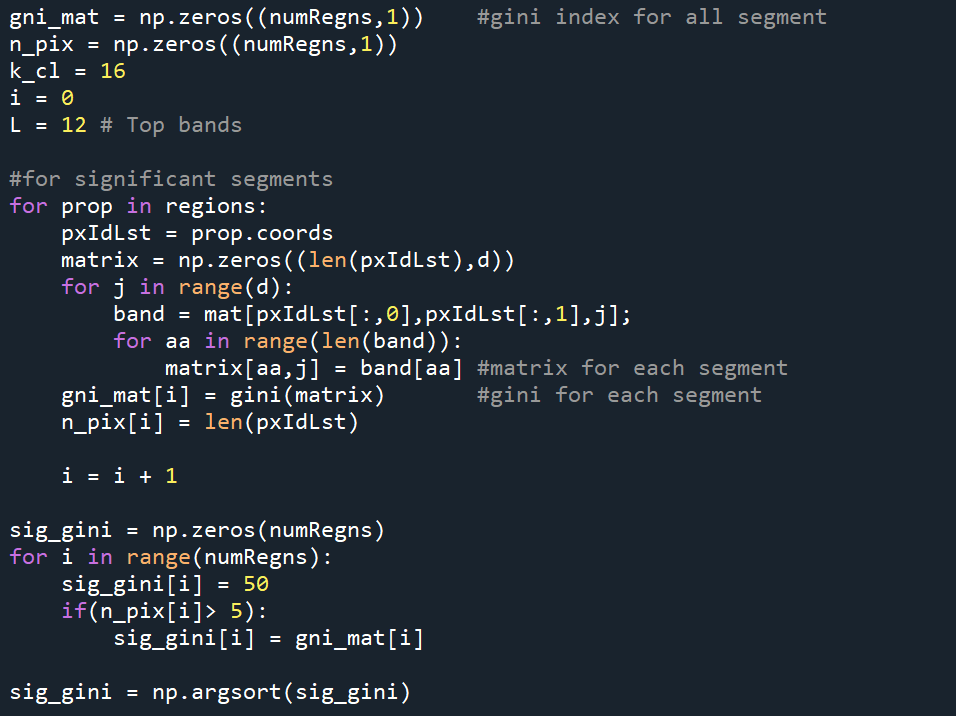 gni_mat = np.zeros((numRegns,1))    #gini index for all segment
n_pix = np.zeros((numRegns,1))
k_cl = 16
i = 0
L = 12 # Top bands

#for significant segments
for prop in regions:
    pxIdLst = prop.coords
    matrix = np.zeros((len(pxIdLst),d))
    for j in range(d):
        band = mat[pxIdLst[:,0],pxIdLst[:,1],j];
        for aa in range(len(band)):
            matrix[aa,j] = band[aa] #matrix for each segment
    gni_mat[i] = gini(matrix)       #gini for each segment
    n_pix[i] = len(pxIdLst)

    i = i + 1

sig_gini = np.zeros(numRegns)
for i in range(numRegns):
    sig_gini[i] = 50
    if(n_pix[i]> 5):
        sig_gini[i] = gni_mat[i]

sig_gini = np.argsort(sig_gini)